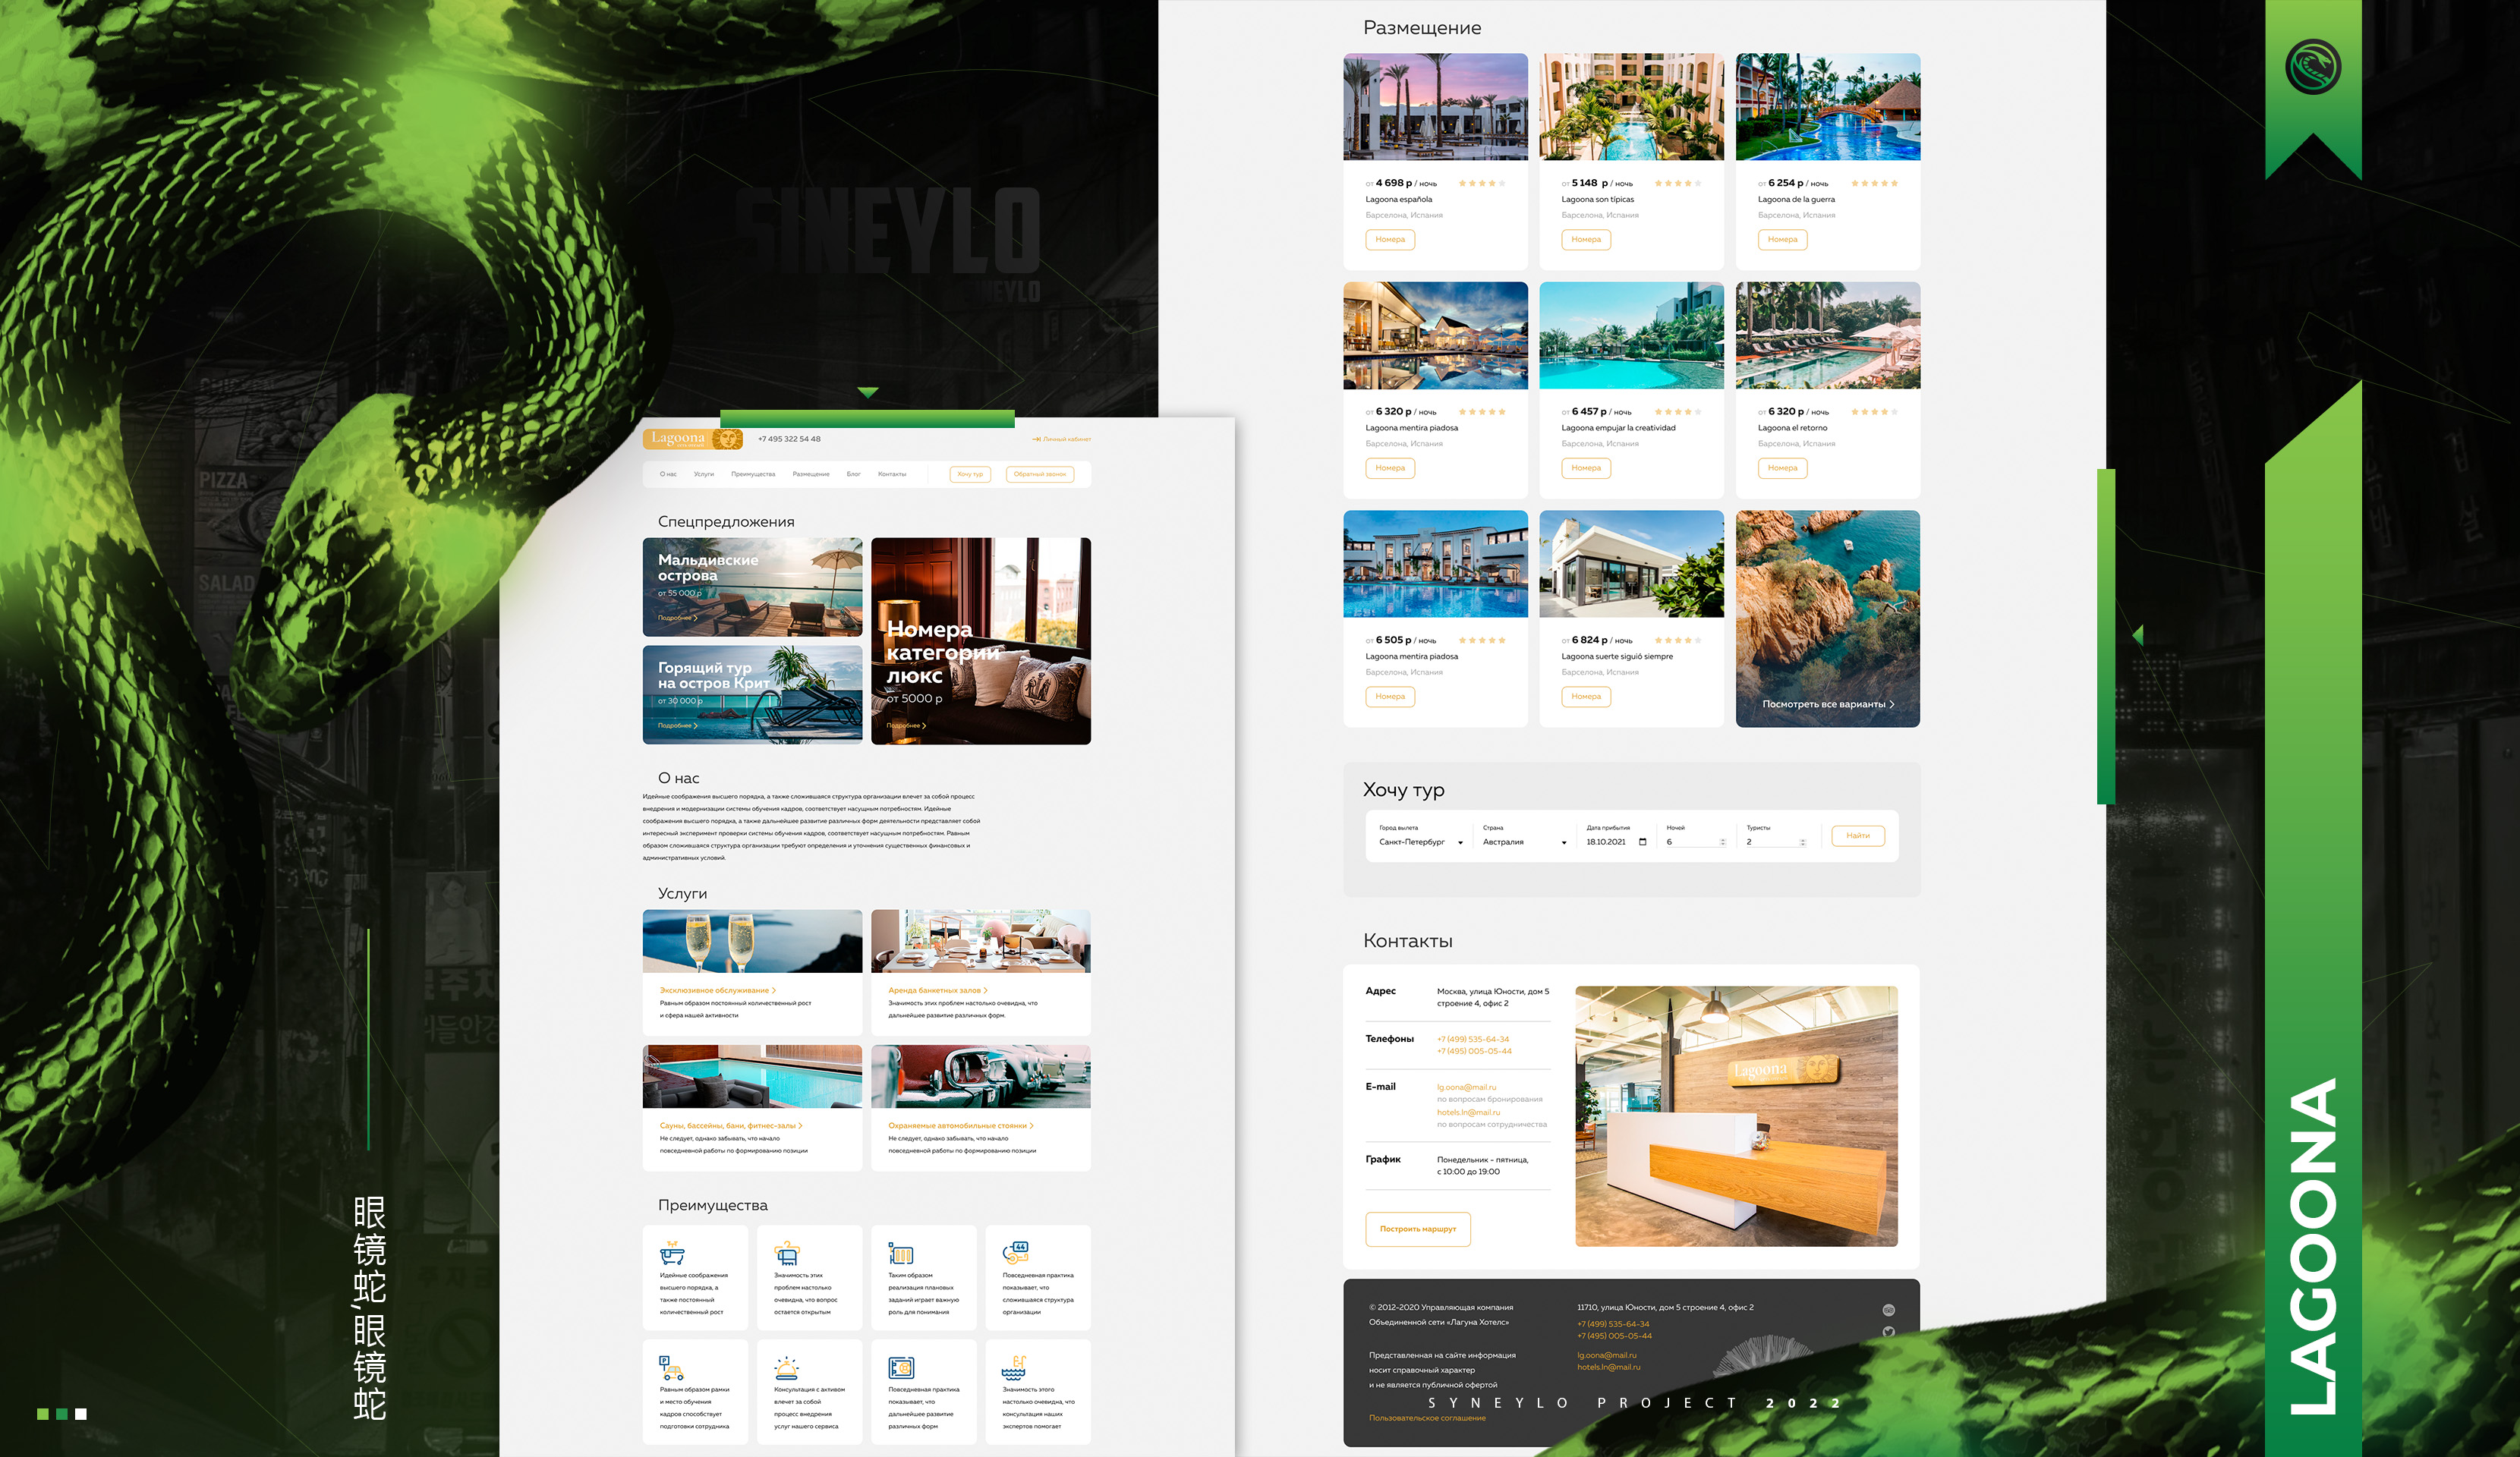 SINEYLO
PIZZA
SALAD
眼镜蛇,眼镜蛇
Lagoona
+7 495 322 54 48
Личный кабинет
О нас
Услуги
Преимущества
Размещение
Блог
Контакты
Хочу тур
Обратный звонок
Спецпредложения
Мальдивские
острова
от 55 000 р
Подробнее
Горящий тур
на остров Крит
от 30 000 р
Подробнее
Номера
категории
люкс
от 5000 р
Подробнее
О нас
Идейные соображения высшего порядка, а также сложившаяся структура организации влечет за собой процесс
внедрения и модернизации системы обучения кадров, соответствует насущным потребностям. Идейные
соображения высшего порядка, а также дальнейшее развитие различных форм деятельности представляет собой
интересный эксперимент проверки системы обучения кадров, соответствует насущным потребностям. Равным
образом сложившаяся структура организации требуют определения и уточнения существенных финансовых и
административных условий.
Услуги
Эксклюзивное обслуживание
Равным образом постоянный количественный рост
и сфера нашей активности
Аренда банкетных залов
Значимость этих проблем настолько очевидна, что
дальнейшее развитие различных форм.
Сауны, бассейны, бани, фитнес-залы
Не следует, однако забывать, что начало
повседневной работы по формированию позиции
Охраняемые автомобильные стоянки
Не следует, однако забывать, что начало
повседневной работы по формированию позиции
Преимущества
Идейные соображения
высшего порядка, а
также постоянный
количественный рост
Значимость этих
проблем настолько
очевидна, что вопрос
остается открытым
Таким образом
реализация плановых
заданий играет важную
роль для понимания
44
Повседневная практика
показывает, что
сложившаяся структура
организации
P
Равным образом рамки
и место обучения
кадров способствует
подготовки сотрудника
Консультация с активом
влечет за собой
процесс внедрения
услуг нашего сервиса
Повседневная практика
показывает, что
дальнейшее развитие
различных форм
Значимость этого
настолько очевидна, что
консультация наших
экспертов помогает
Размещение
от 4 698 р / ночь
Lagoona española
Барселона, Испания
Номера
от 5 148 р / ночь
Lagoona son típicas
Барселона, Испания
Номера
от 6 254 р / ночь
Lagoona de la guerra
Барселона, Испания
Номера
от 6 320 р / ночь
Lagoona mentira piadosa
Барселона, Испания
Номера
от 6 457 р / ночь
Lagoona empujar la creatividad
Барселона, Испания
Номера
от 6 320 р / ночь
Lagoona el retorno
Барселона, Испания
Номера
от 6 505 р / ночь
Lagoona mentira piadosa
Барселона, Испания
Номера
от 6 824 р / ночь
Lagoona suerte siguió siempre
Барселона, Испания
Номера
Посмотреть все варианты
Хочу тур
Город вылета
Санкт-Петербург
Страна
Австралия
Дата прибытия
18.10.2021
Ночей
6
Туристы
2
Найти
Контакты
Адрес
Москва, улица Юности, дом 5
строение 4, офис 2
Телефоны
+7 (499) 535-64-34
+7 (495) 005-05-44
E-mail
lg.oona@mail.ru
по вопросам бронирования
hotels.ln@mail.ru
по вопросам сотрудничества
График
Понедельник - пятница,
с 10:00 до 19:00
Построить маршрут
Lagoona
© 2012-2020 Управляющая компания
Объединенной сети «Лагуна Хотелс»
Представленная на сайте информация
носит справочный характер
и не является публичной офертой
Пользовательское соглашение
11710, улица Юности, дом 5 строение 4, офис 2
+7 (499) 535-64-34
+7 (495) 005-05-44
lg.oona@mail.ru
hotels.ln@mail.ru
SYNEYLO PROJECT 2022
LAGOONA